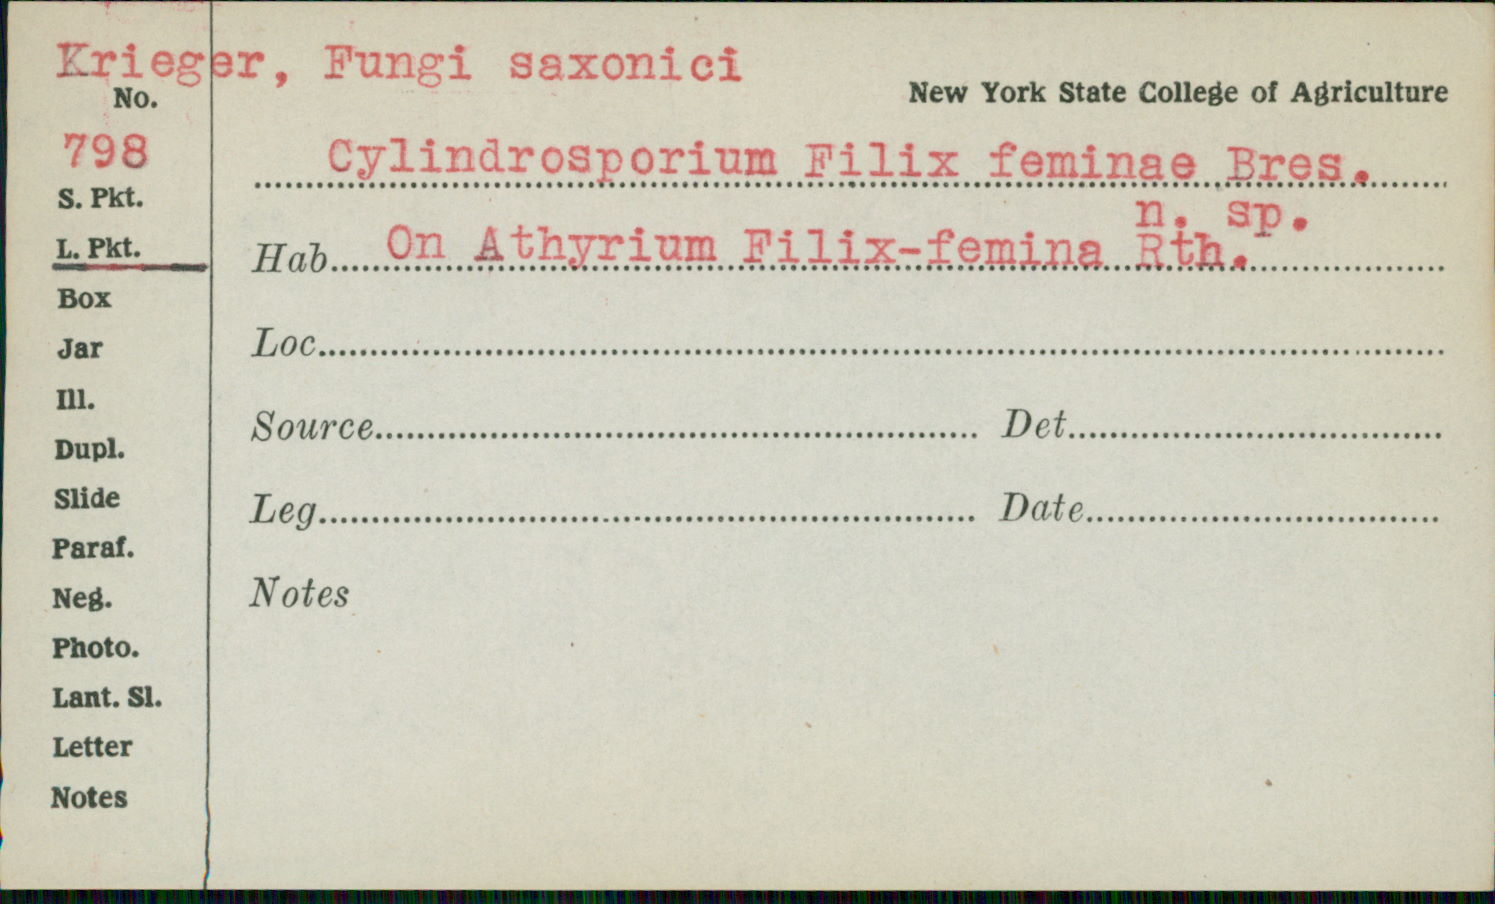 Krieger, Fungi saxonici
No.
New York State College of Agriculture
798
Cylindrosporium Filix feminae Bres.
n. sp.
S. Pkt.
L. Pkt.
Hab. On Athyrium Filix-femina Rth.
Box
Jar
Loc.
Ill.
Source Det.
Dupl.
Slide
Leg. Date
Paraf.
Neg.
Notes
Photo.
Lant. Sl.
Letter
Notes